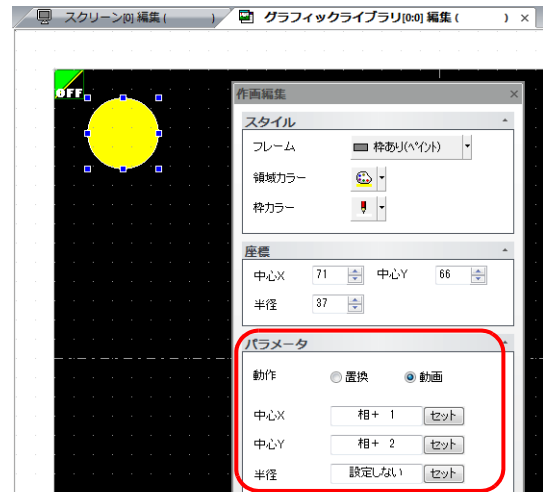 スクリーン[0] 編集 ( )
グラフィックライブラリ[0:0] 編集 ( ) ×
OFF
作画編集 ×
スタイル
フレーム 枠あり(ペイント)
領域カラー
枠カラー
座標
中心X 71 中心Y 66
半径 37
パラメータ
動作 置換 動画
中心X 相+ 1 セット
中心Y 相+ 2 セット
半径 設定しない セット